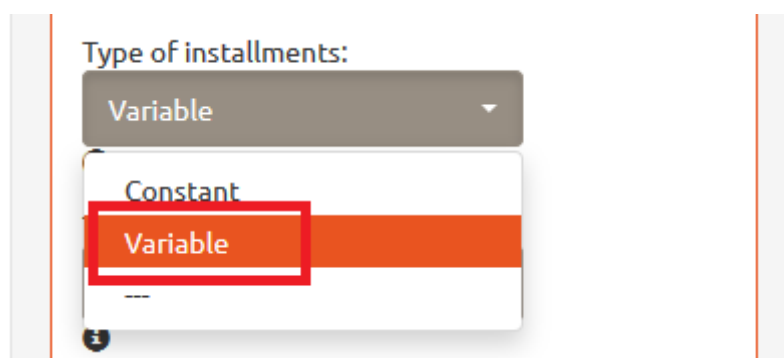 Type of installments:
Variable
Constant
Variable
---